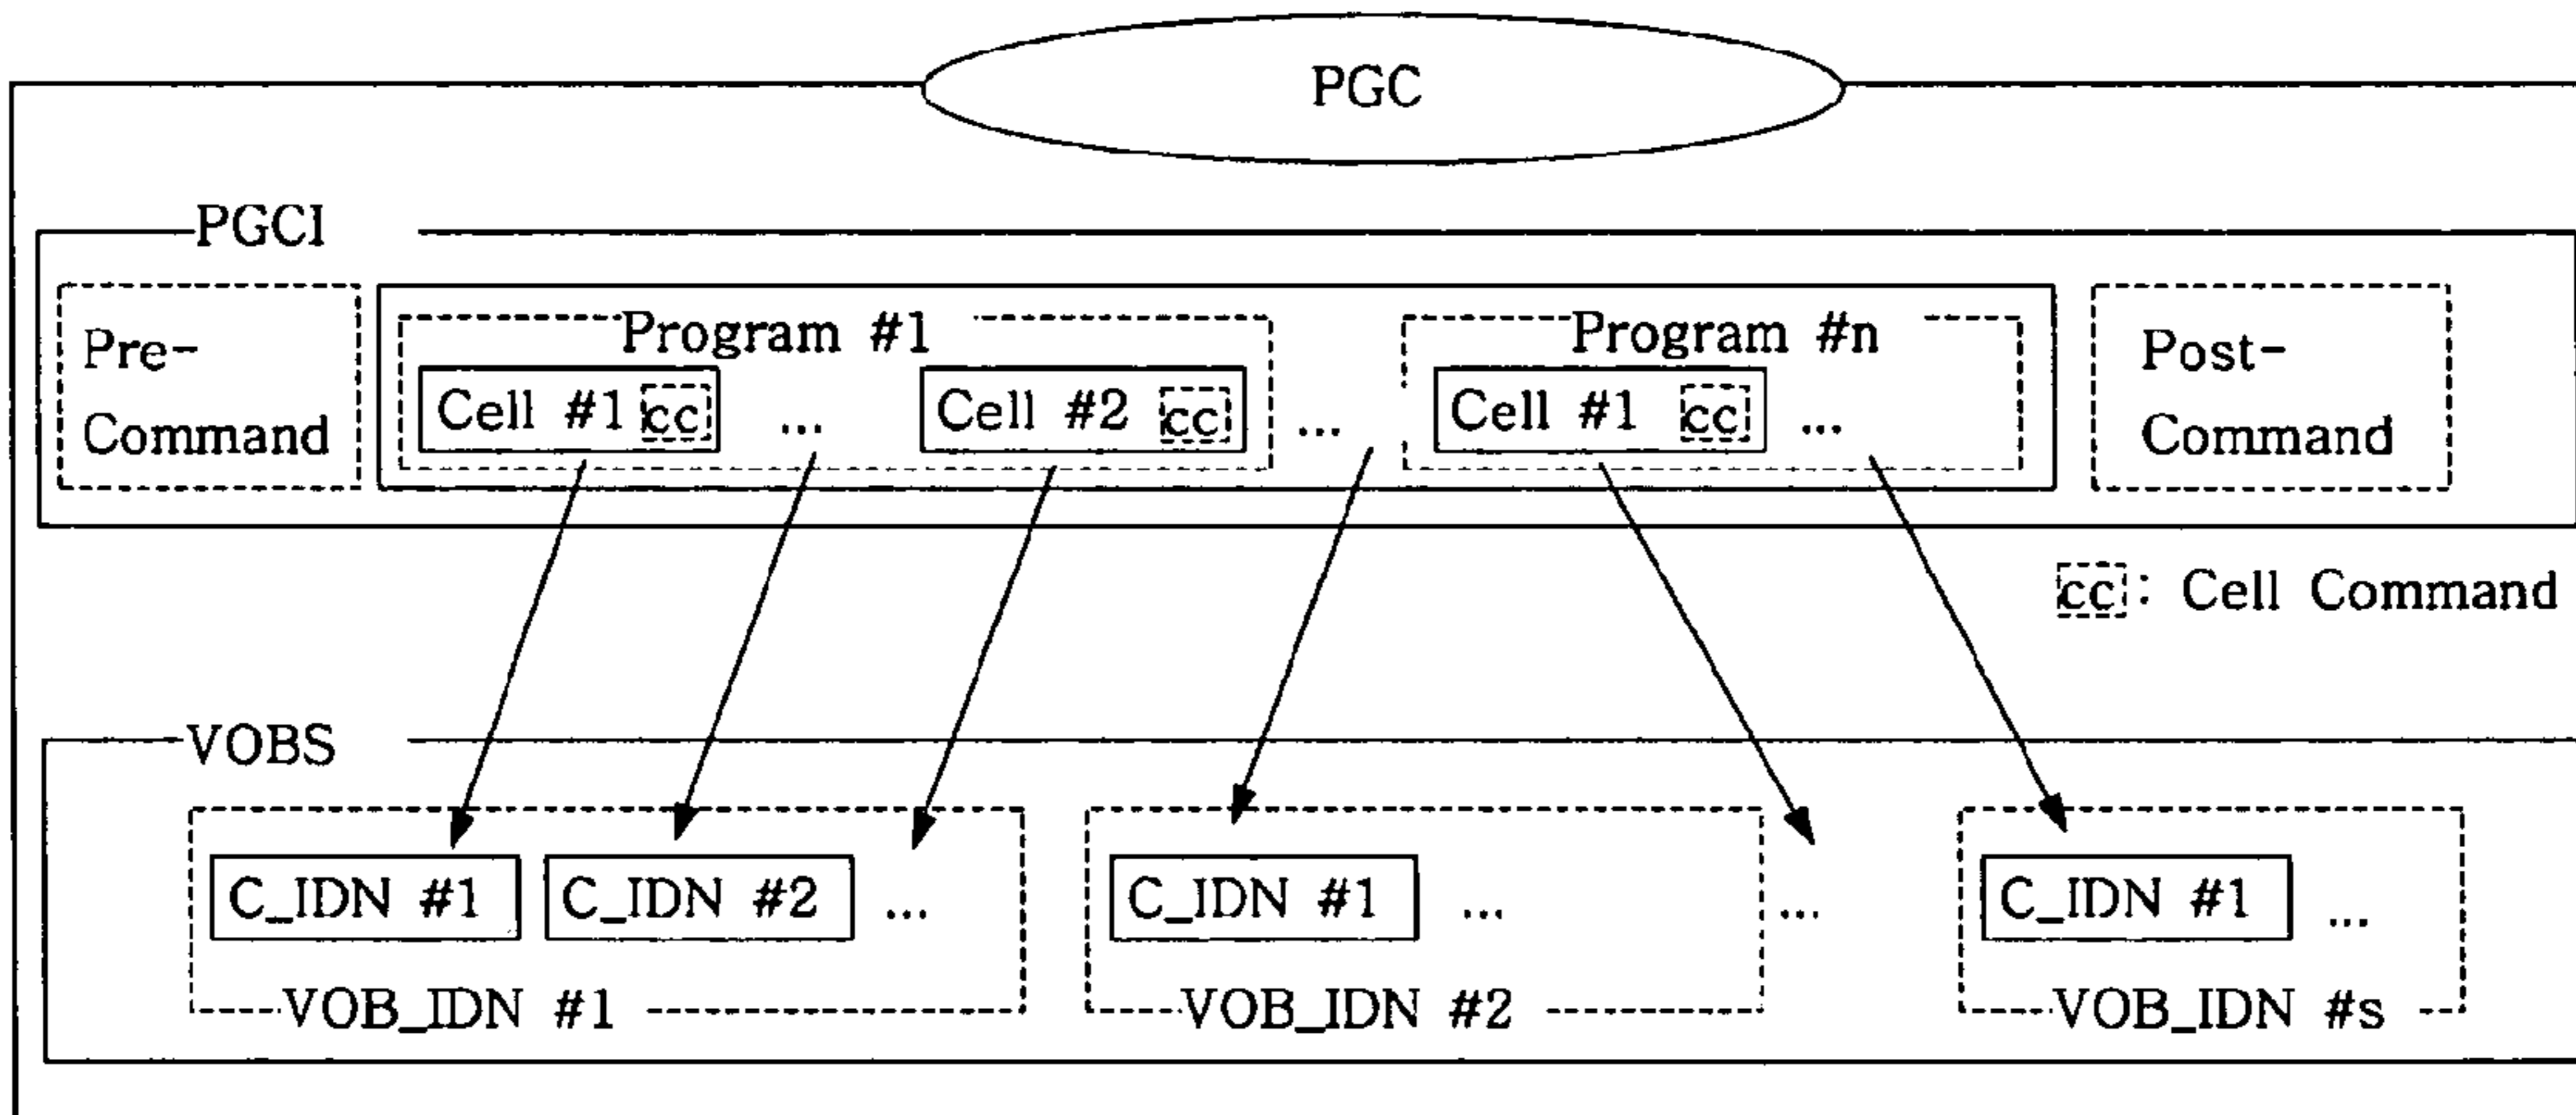 PGC
PGCI
Pre-
Command
Program #1
Cell #1 cc ... Cell #2 cc ...
Program #n
Cell #1 cc ...
Post-
Command
cc: Cell Command
VOBS
C_IDN #1 C_IDN #2 ...
VOB_IDN #1
C_IDN #1 ...
VOB_IDN #2
...
C_IDN #1 ...
VOB_IDN #s